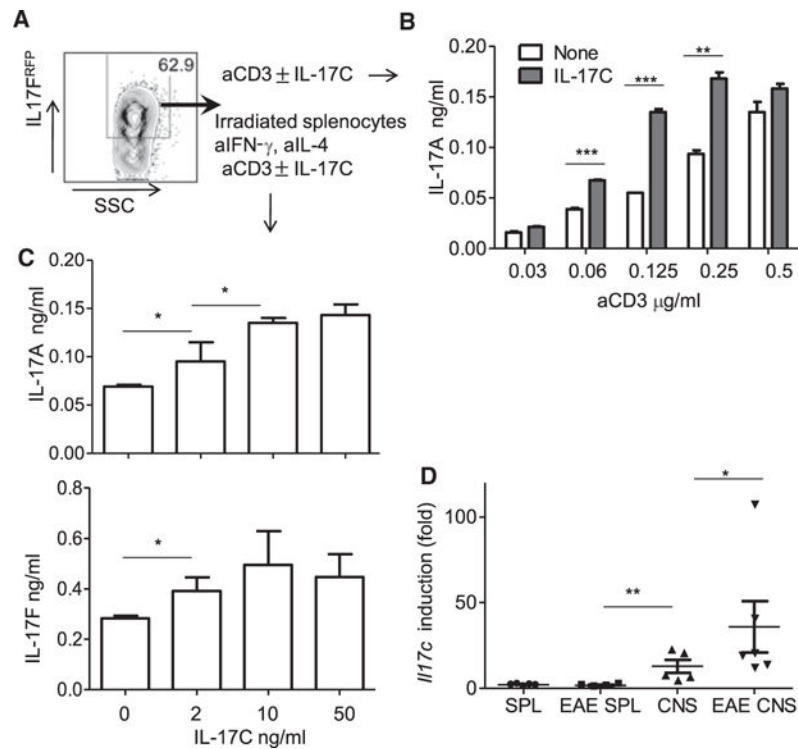 A
62.9
IL17F^RFP
SSC
aCD3 ± IL-17C
Irradiated splenocytes
aIFN-γ, aIL-4
aCD3 ± IL-17C
B
None
IL-17C
IL-17A ng/ml
0.20
0.15
0.10
0.05
0.00
***
***
**
0.03 0.06 0.125 0.25 0.5
aCD3 μg/ml
C
IL-17A ng/ml
0.20
0.15
0.10
0.05
0.00
*
*
IL-17F ng/ml
0.8
0.6
0.4
0.2
0.0
*
0 2 10 50
IL-17C ng/ml
D
Il17c induction (fold)
100
50
0
**
*
SPL EAE SPL CNS EAE CNS